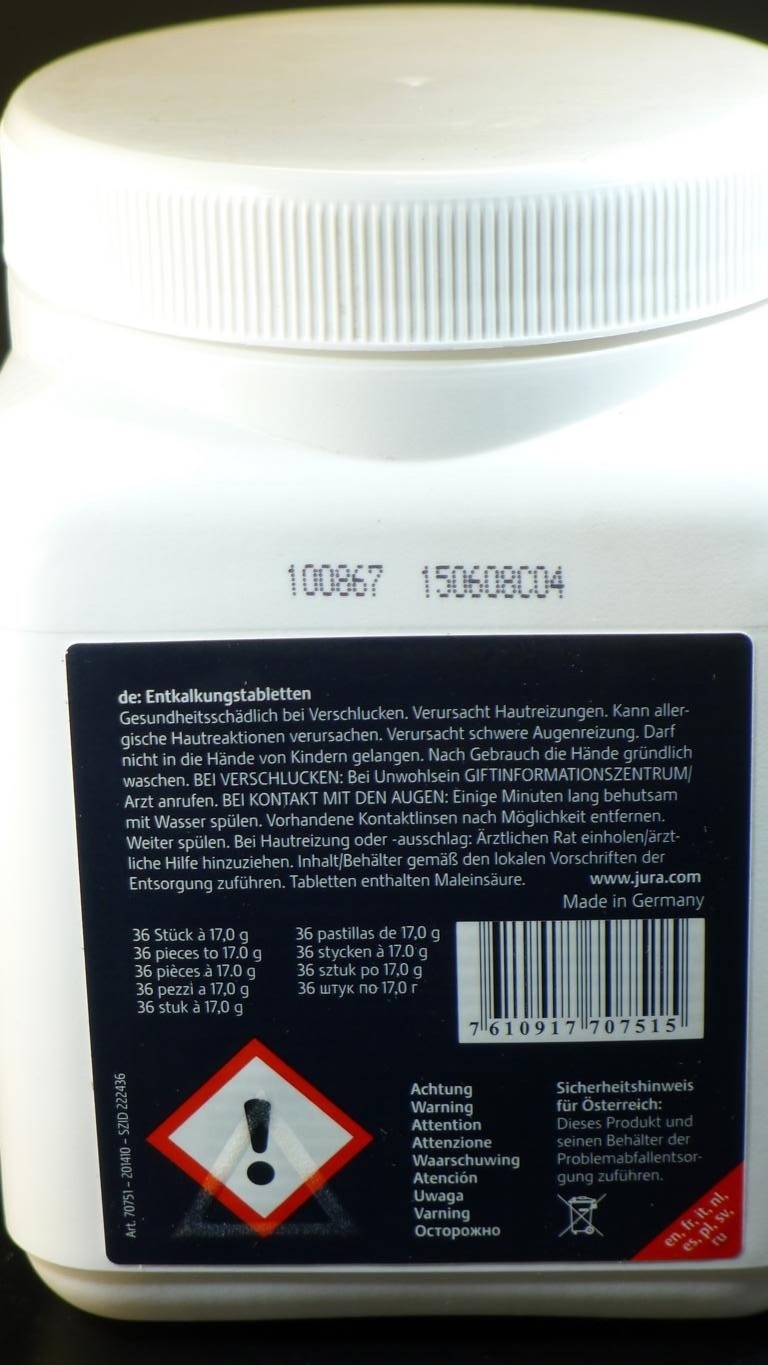 100867 150608C04
de: Entkalkungstabletten
Gesundheitsschädlich bei Verschlucken. Verursacht Hautreizungen. Kann aller-
gische Hautreaktionen verursachen. Verursacht schwere Augenreizung. Darf
nicht in die Hände von Kindern gelangen. Nach Gebrauch die Hände gründlich
waschen. BEI VERSCHLUCKEN: Bei Unwohlsein GIFTINFORMATIONSZENTRUM/
Arzt anrufen. BEI KONTAKT MIT DEN AUGEN: Einige Minuten lang behutsam
mit Wasser spülen. Vorhandene Kontaktlinsen nach Möglichkeit entfernen.
Weiter spülen. Bei Hautreizung oder -ausschlag: Ärztlichen Rat einholen/ärzt-
liche Hilfe hinzuziehen. Inhalt/Behälter gemäß den lokalen Vorschriften der
Entsorgung zuführen. Tabletten enthalten Maleinsäure. www.jura.com
Made in Germany
36 Stück à 17,0 g
36 pieces to 17.0 g
36 pièces à 17.0 g
36 pezzi a 17,0 g
36 stuk à 17,0 g
36 pastillas de 17,0 g
36 stycken à 17.0 g
36 sztuk po 17,0 g
36 штук по 17,0 г
7 610917 707515
Art. 70751 – 201410 – SZID 222436
Achtung
Warning
Attention
Attenzione
Waarschuwing
Atención
Uwaga
Varning
Осторожно
Sicherheitshinweis
für Österreich:
Dieses Produkt und
seinen Behälter der
Problemabfallentsor-
gung zuführen.
en, fr, it, nl,
es, pl, sv,
ru